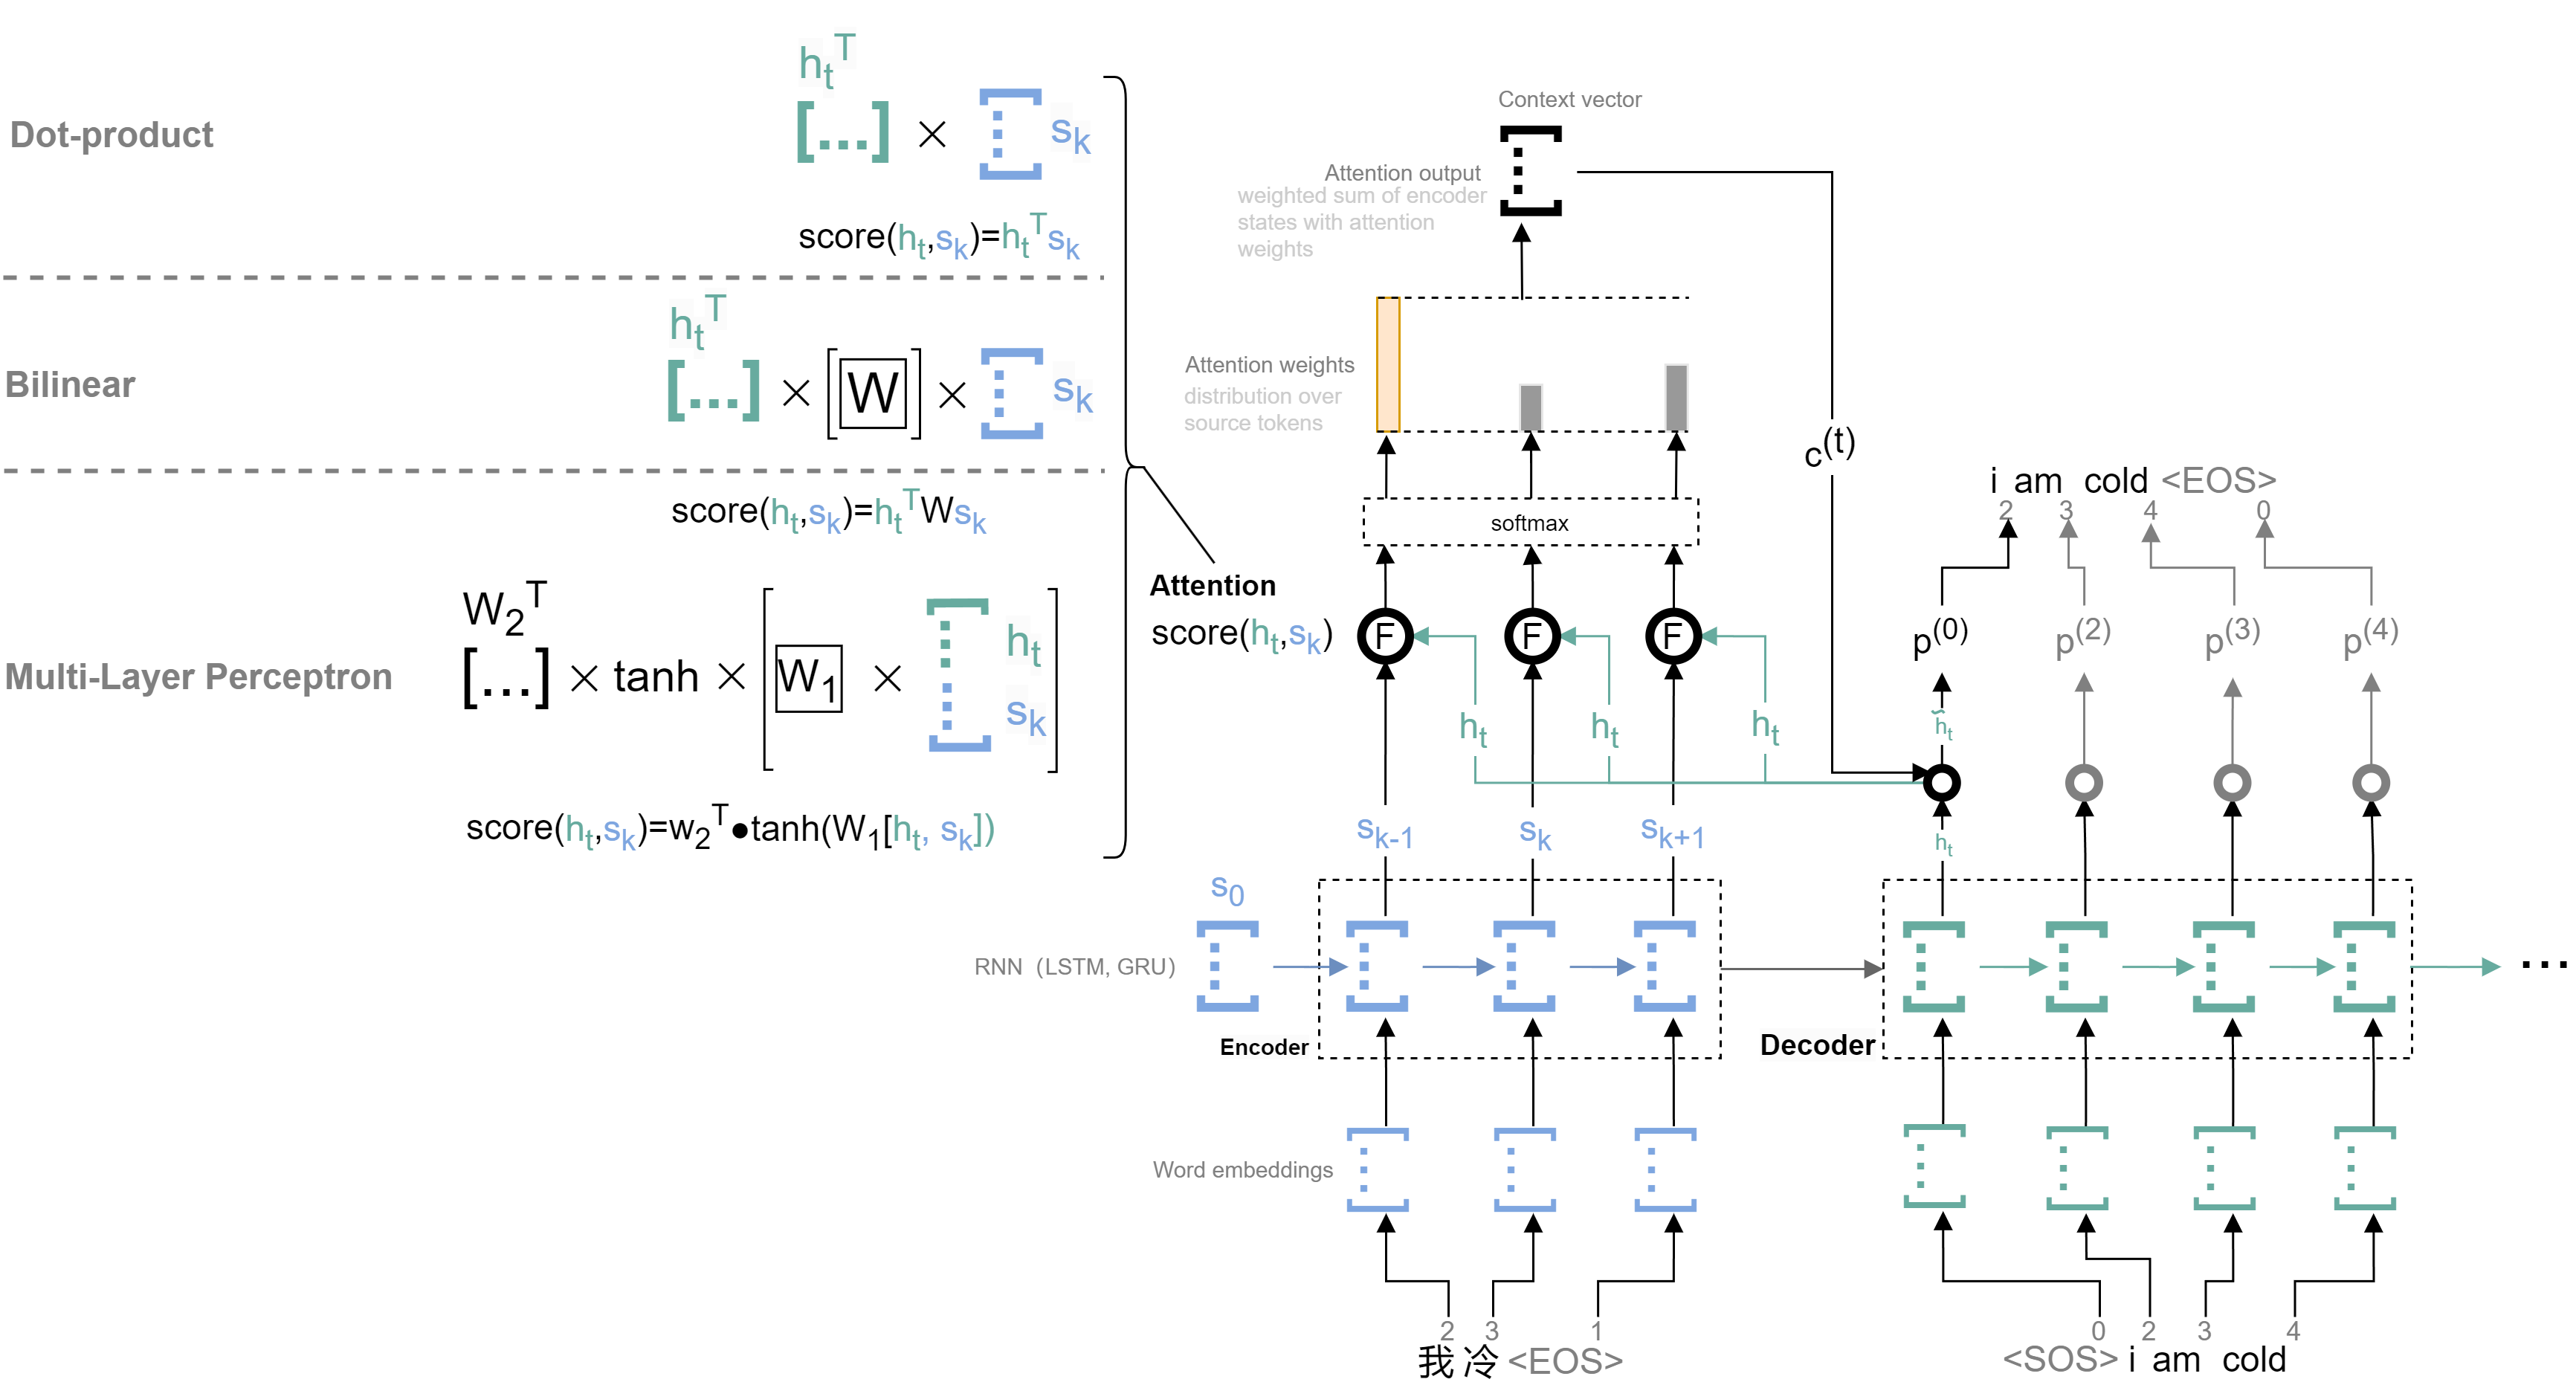 Dot-product
h_t^T
[...] × s_k
score(h_t,s_k)=h_t^T s_k
Bilinear
h_t^T
[...] × [W] × s_k
score(h_t,s_k)=h_t^T W s_k
Multi-Layer Perceptron
W_2^T
[...] × tanh × [W_1 × h_t s_k]
score(h_t,s_k)=w_2^T●tanh(W_1[h_t, s_k])
Attention
score(h_t,s_k)
Context vector
Attention output
weighted sum of encoder
states with attention
weights
Attention weights
distribution over
source tokens
softmax
F F F
h_t h_t h_t
s_{k-1} s_k s_{k+1}
s_0
RNN (LSTM, GRU)
Encoder
Word embeddings
2 3 1
我 冷 <EOS>
c^(t)
i am cold <EOS>
2 3 4 0
p^(0) p^(2) p^(3) p^(4)
h̃_t
h_t
Decoder
...
0 2 3 4
<SOS> i am cold